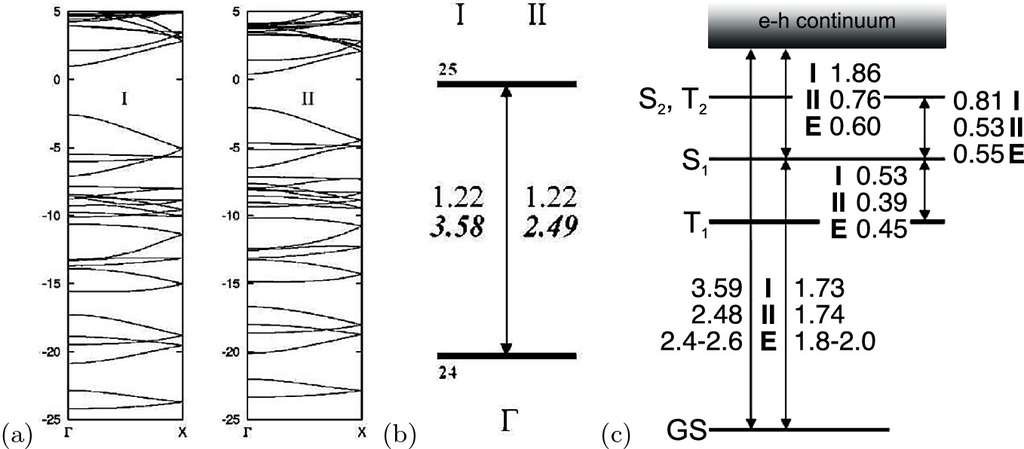 5
0
-5
-10
-15
-20
-25
Γ
X
I
(a)
5
0
-5
-10
-15
-20
-25
Γ
X
II
(b)
I II
25
1.22 1.22
3.58 2.49
24
Γ
(c)
e-h continuum
I 1.86
II 0.76
E 0.60
S2, T2
0.81 I
0.53 II
0.55 E
S1
I 0.53
II 0.39
E 0.45
T1
3.59 I 1.73
2.48 II 1.74
2.4-2.6 E 1.8-2.0
GS